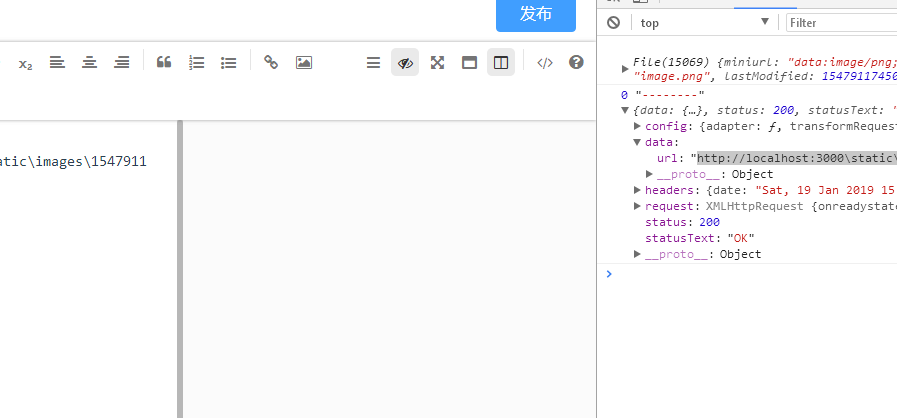 发布
top
Filter
x₂
atic\images\1547911
File(15069) {miniurl: "data:image/png;
"image.png", lastModified: 15479117450
0 "--------"
{data: {…}, status: 200, statusText: "
config: {adapter: ƒ, transformRequest
data:
url: "http://localhost:3000\static\
__proto__: Object
headers: {date: "Sat, 19 Jan 2019 15
request: XMLHttpRequest {onreadystat
status: 200
statusText: "OK"
__proto__: Object